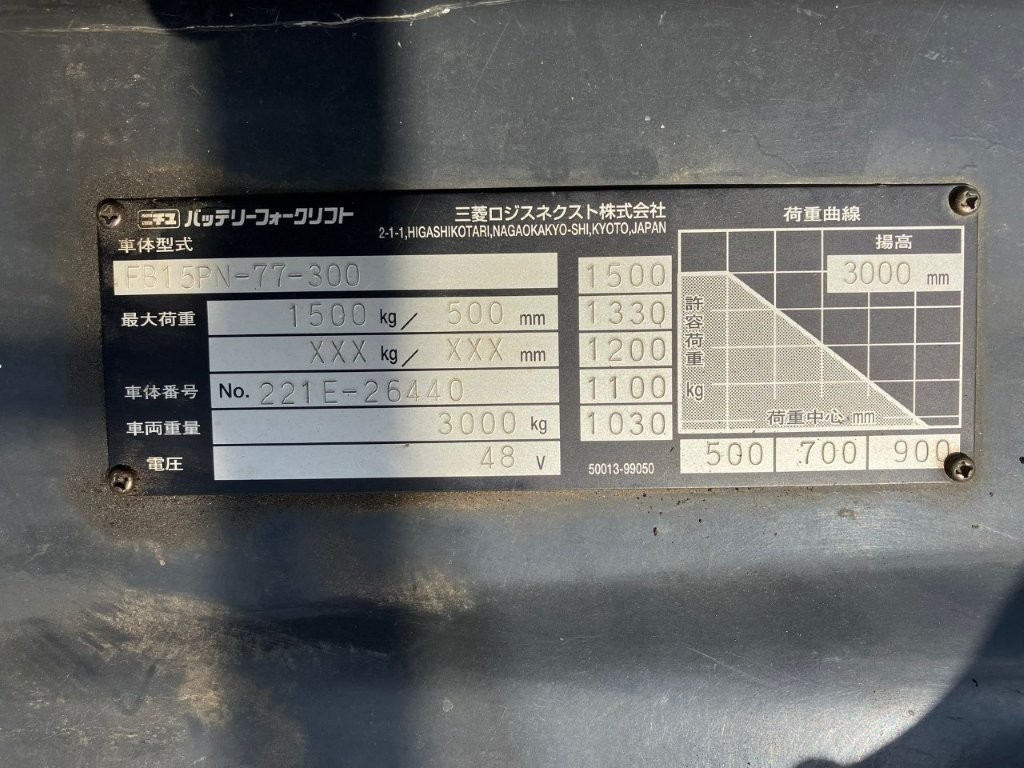 ニチユ バッテリーフォークリフト
三菱ロジスネクスト株式会社
2-1-1,HIGASHIKOTARI,NAGAOKAKYO-SHI,KYOTO,JAPAN
車体型式
FB15PN-77-300
最大荷重 1500 kg/ 500 mm
XXX kg/ XXX mm
車体番号 No. 221E-26440
車両重量 3000 kg
電圧 48 V
1500
1330
1200
1100
1030
50013-99050
荷重曲線
揚高
3000 mm
許容荷重 kg
荷重中心 mm
500 700 900